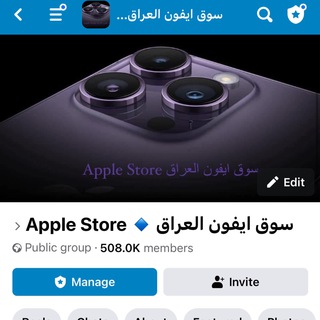 سوق ايفون العراق...
سوق ايفون العراق Apple Store
Edit
سوق ايفون العراق 🔷 Apple Store
Public group · 508.0K members
Manage
Invite